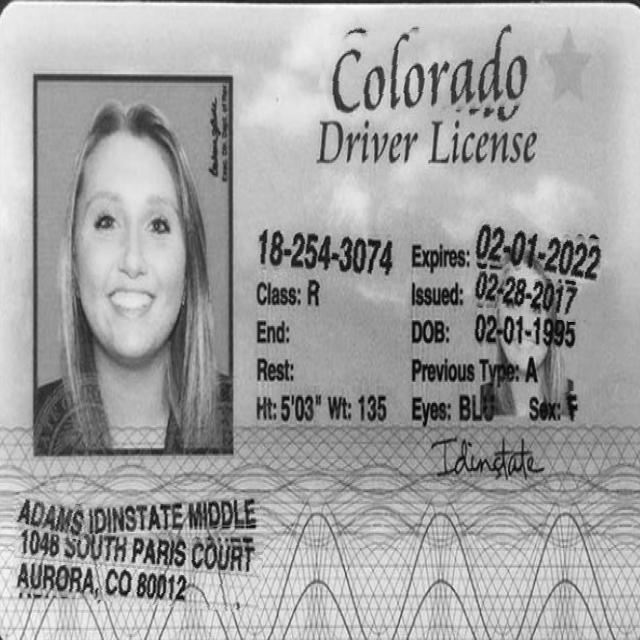 Colorado
Driver License
18-254-3074
Expires: 02-01-2022
Class: R
Issued: 02-28-2017
End:
DOB: 02-01-1995
Rest:
Previous Type: A
Ht: 5'03" Wt: 135
Eyes: BLU Sex: F
Idinstate
ADAMS IDINSTATE MIDDLE
1046 SOUTH PARIS COURT
AURORA, CO 80012